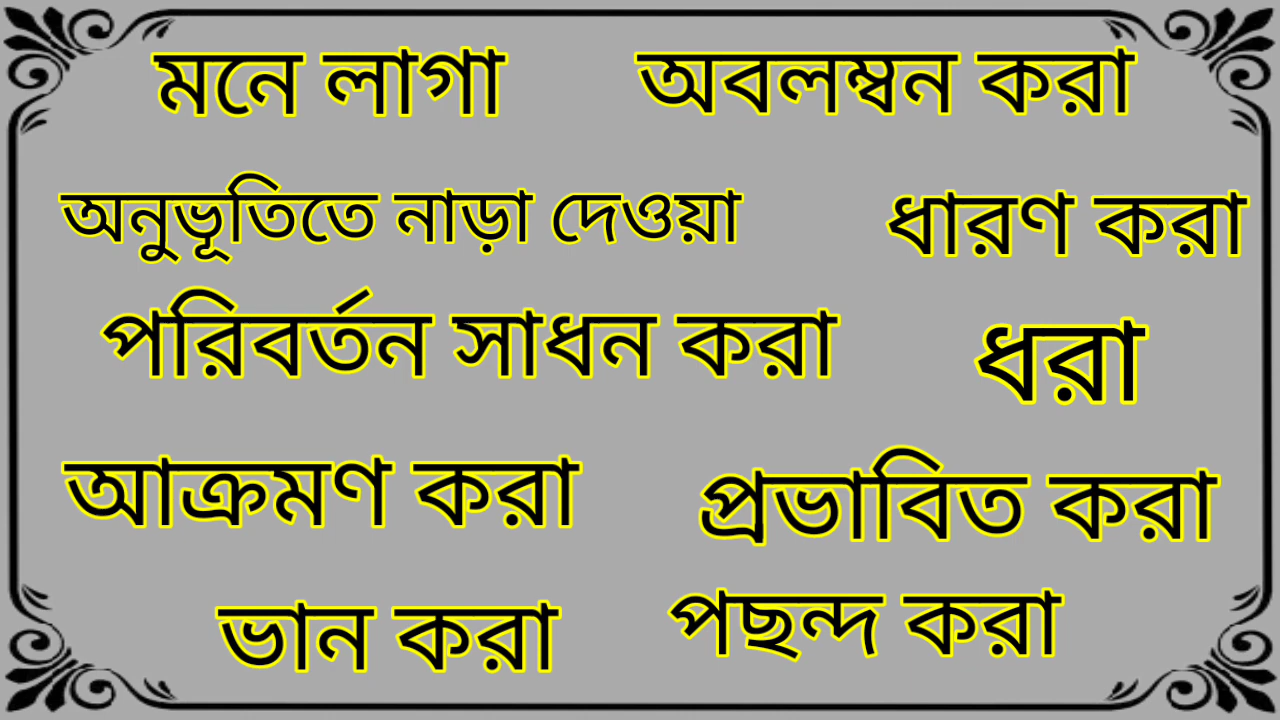 মনে লাগা
অবলম্বন করা
অনুভূতিতে নাড়া দেওয়া
ধারণ করা
পরিবর্তন সাধন করা
ধরা
আক্রমণ করা
প্রভাবিত করা
ভান করা
পছন্দ করা